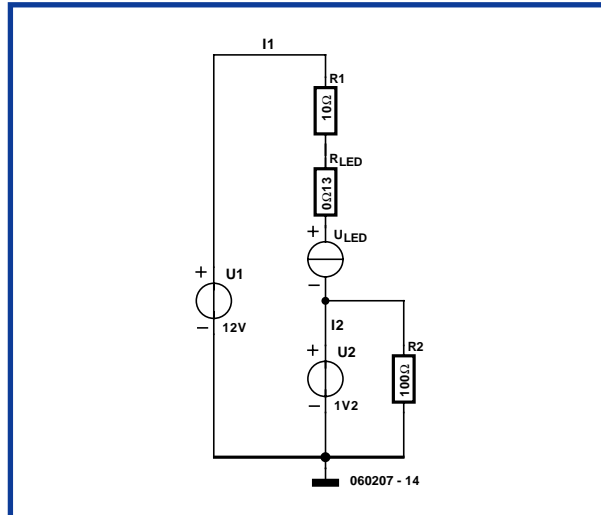 I1
R1
10Ω
RLED
0Ω13
+ ULED
−
+ U1
− 12V
I2
+ U2
R2
100Ω
− 1V2
060207 - 14